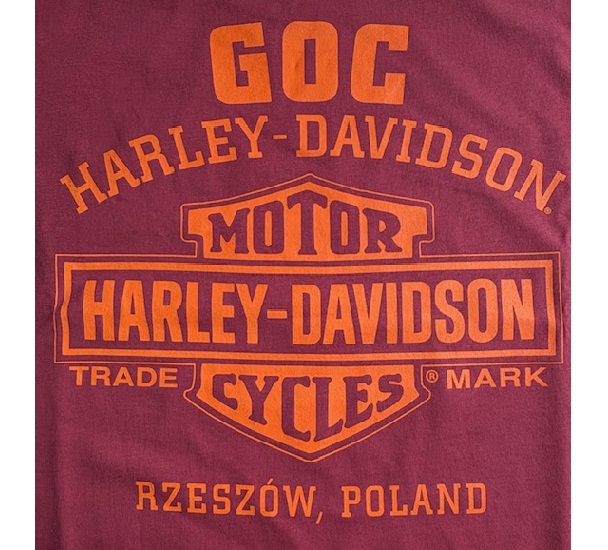 GOC
HARLEY-DAVIDSON®
MOTOR
HARLEY-DAVIDSON
TRADE ® MARK
CYCLES
RZESZÓW, POLAND